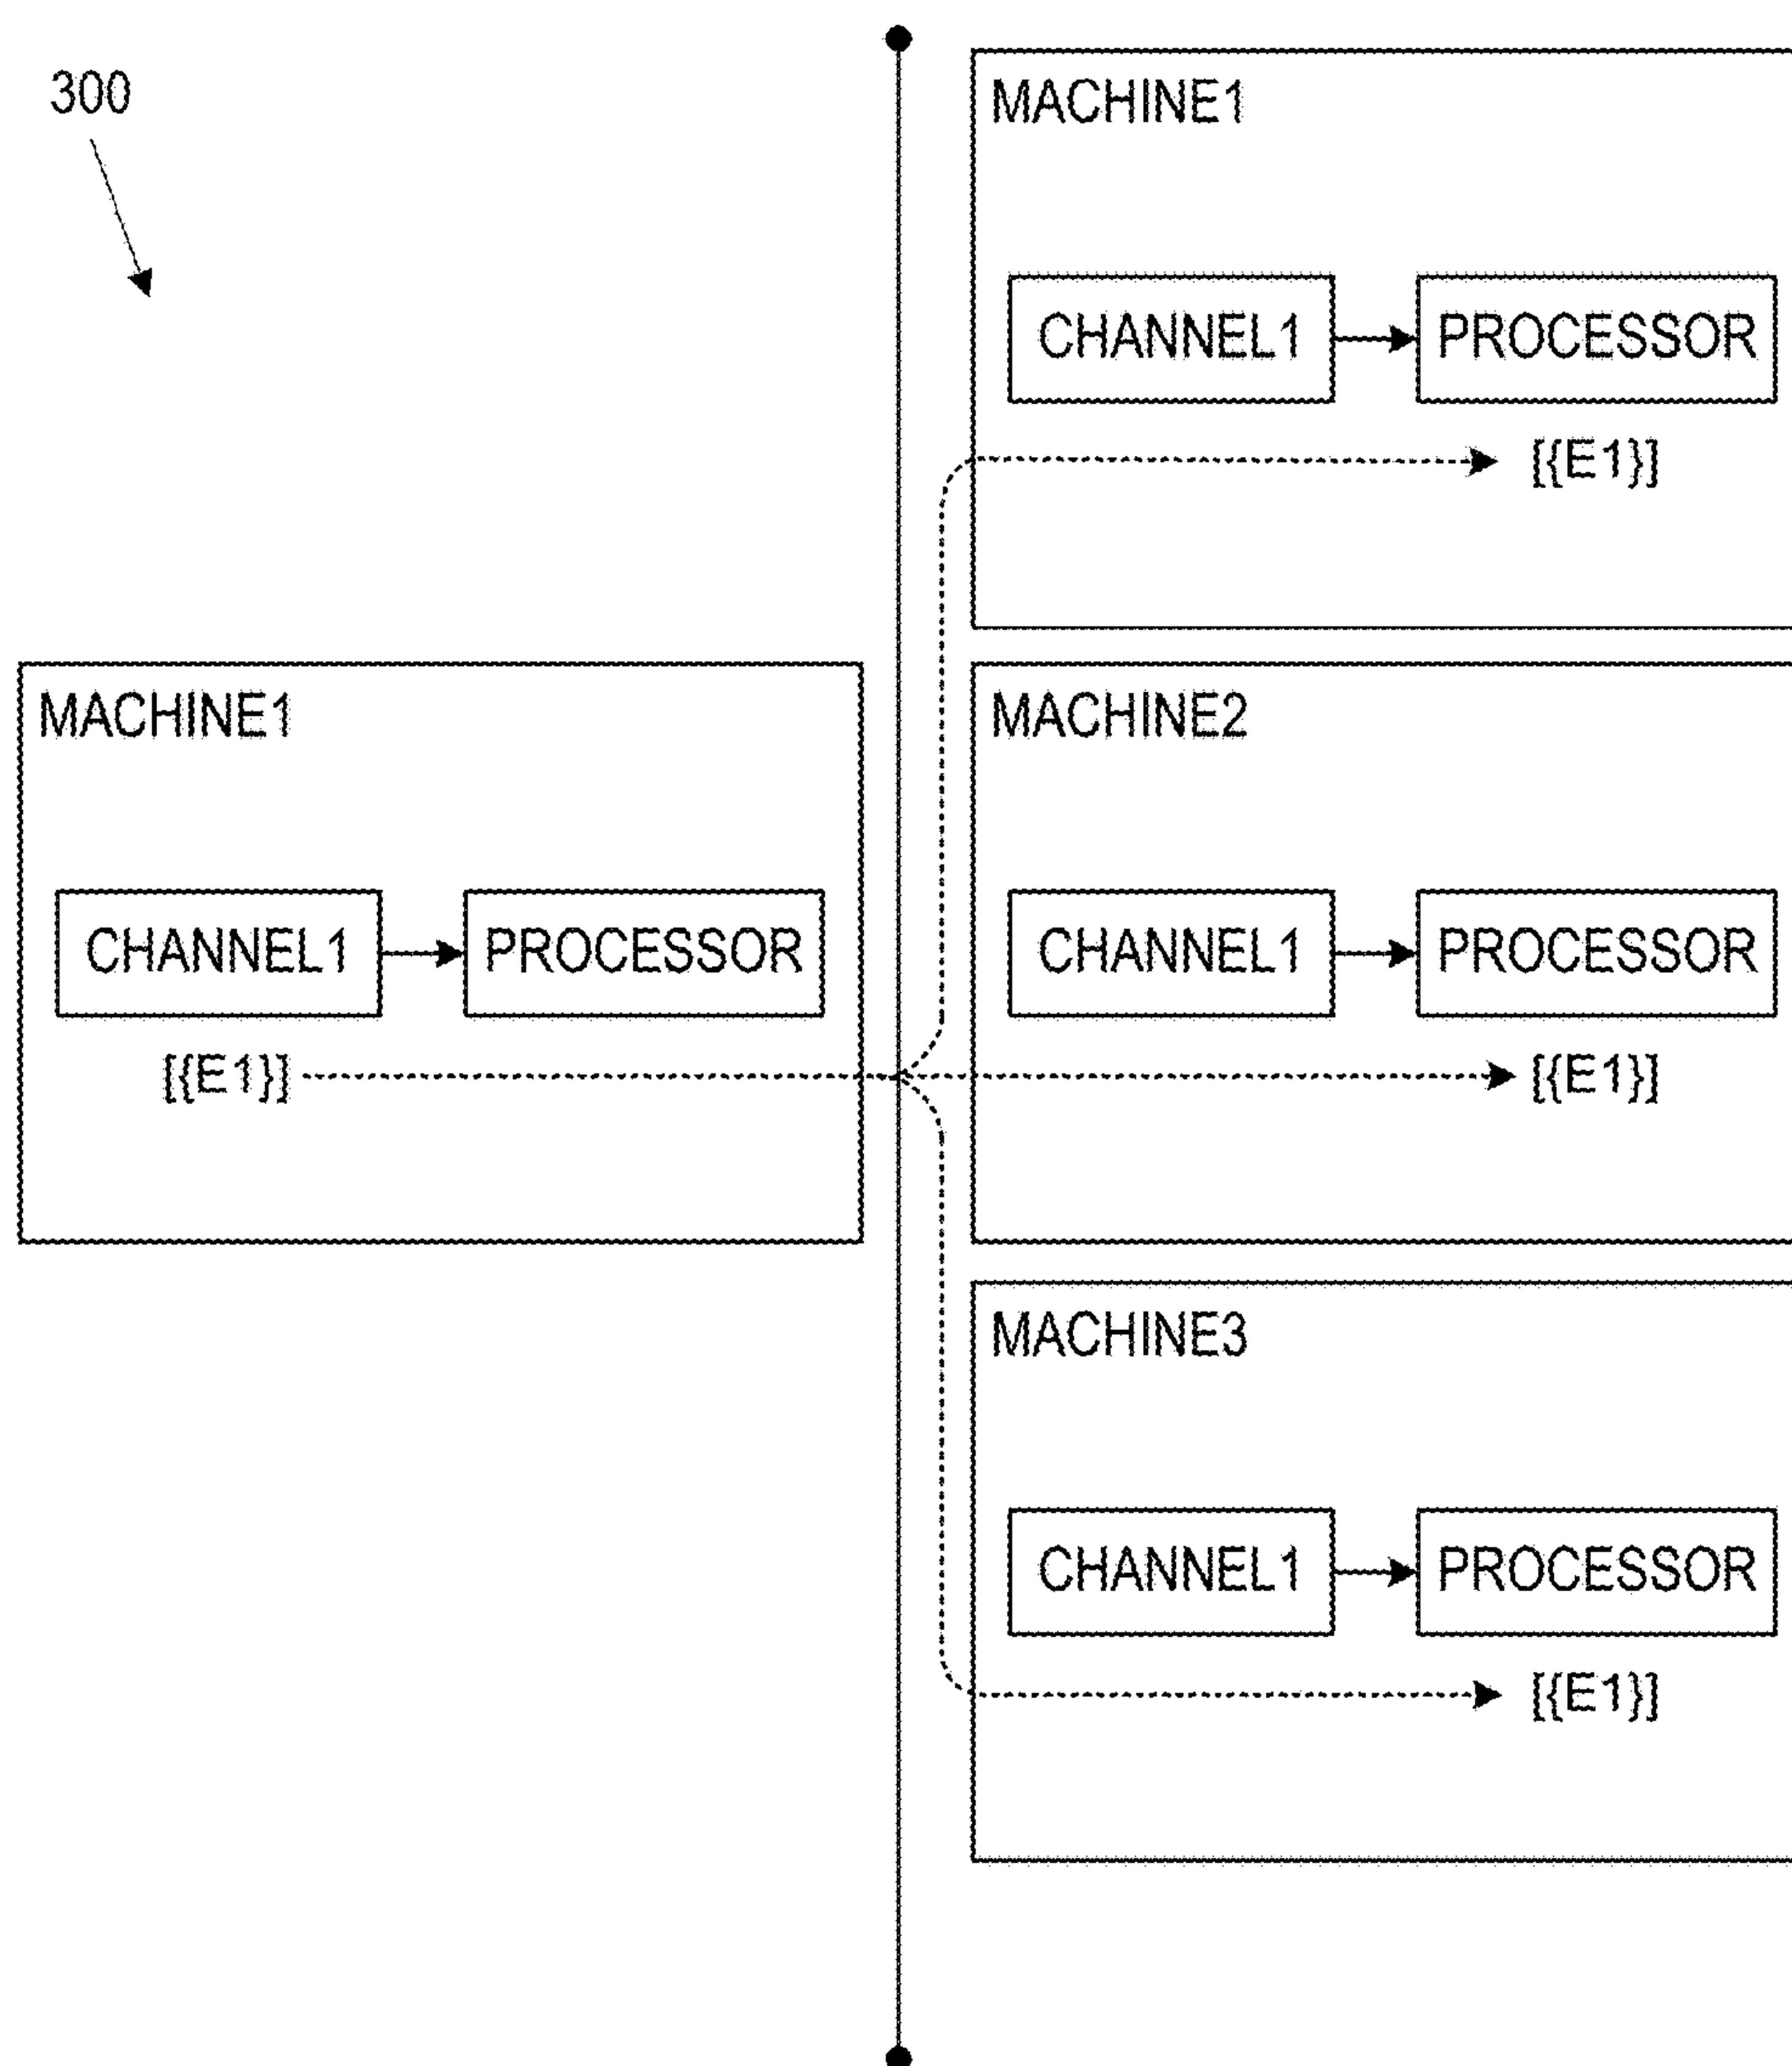 300
MACHINE1
CHANNEL1
PROCESSOR
[{E1}]
MACHINE1
CHANNEL1
PROCESSOR
[{E1}]
MACHINE2
CHANNEL1
PROCESSOR
[{E1}]
MACHINE3
CHANNEL1
PROCESSOR
[{E1}]